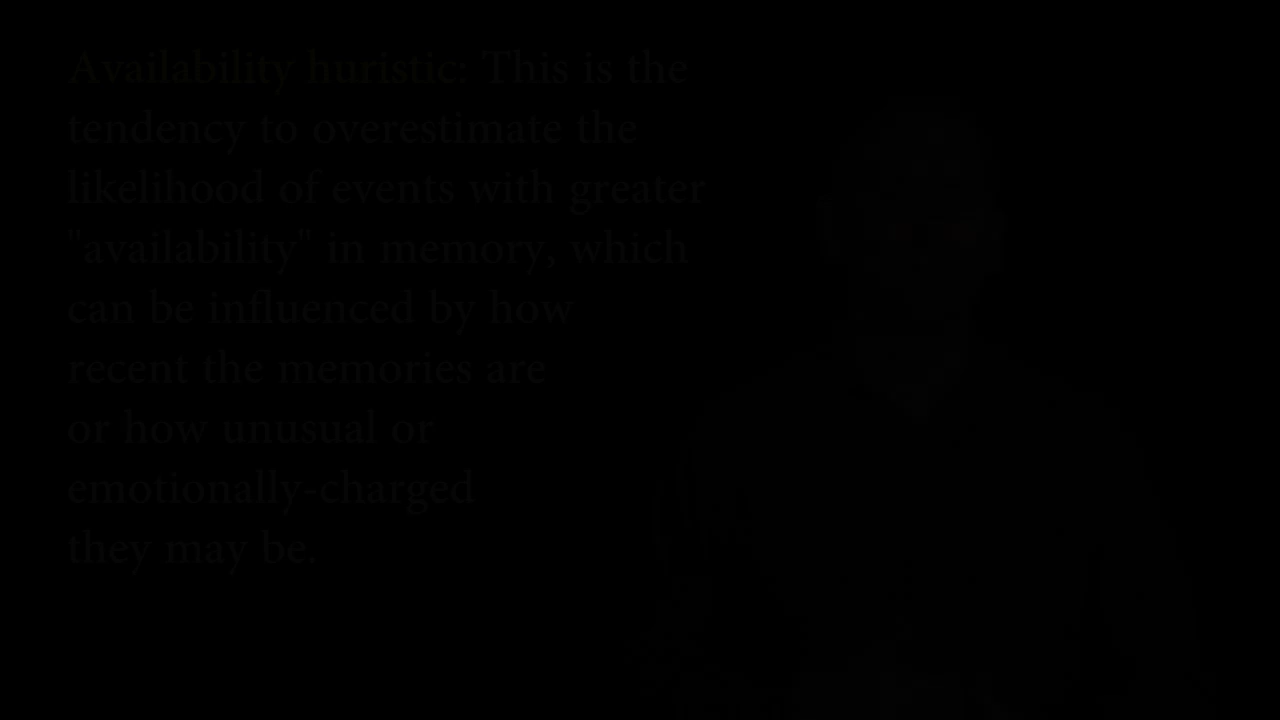 Availability huristic: This is the
tendency to overestimate the
likelihood of events with greater
"availability" in memory, which
can be influenced by how
recent the memories are
or how unusual or
emotionally-charged
they may be.